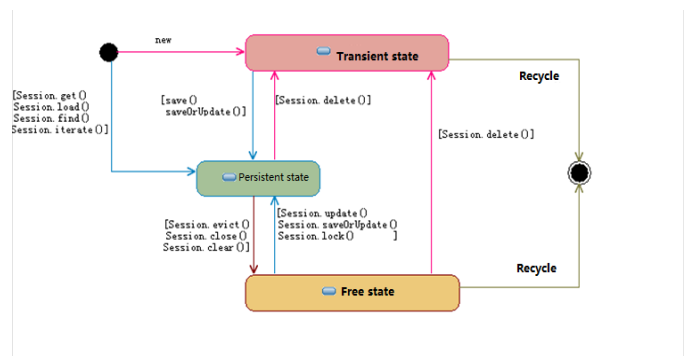 new
Transient state
Recycle
[Session.get()
Session.load()
Session.find()
Session.iterate()]
[save()
saveOrUpdate()]
[Session.delete()]
[Session.delete()]
Persistent state
[Session.evict()
Session.close()
Session.clear()]
[Session.update()
Session.saveOrUpdate()
Session.lock() ]
Recycle
Free state